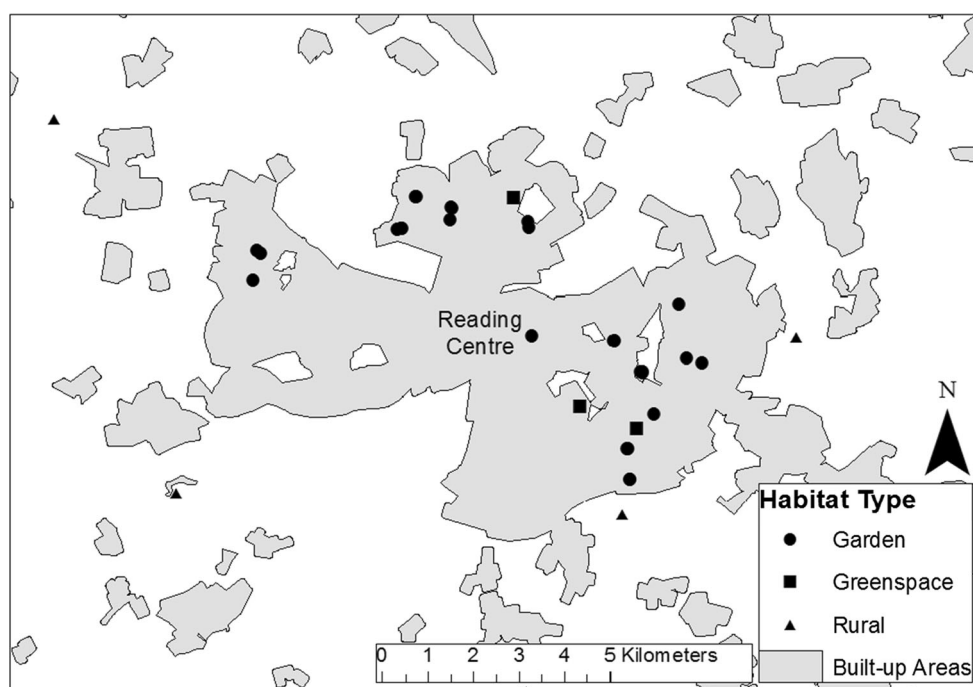 Reading
Centre
N
Habitat Type
Garden
Greenspace
Rural
Built-up Areas
0 1 2 3 4 5 Kilometers